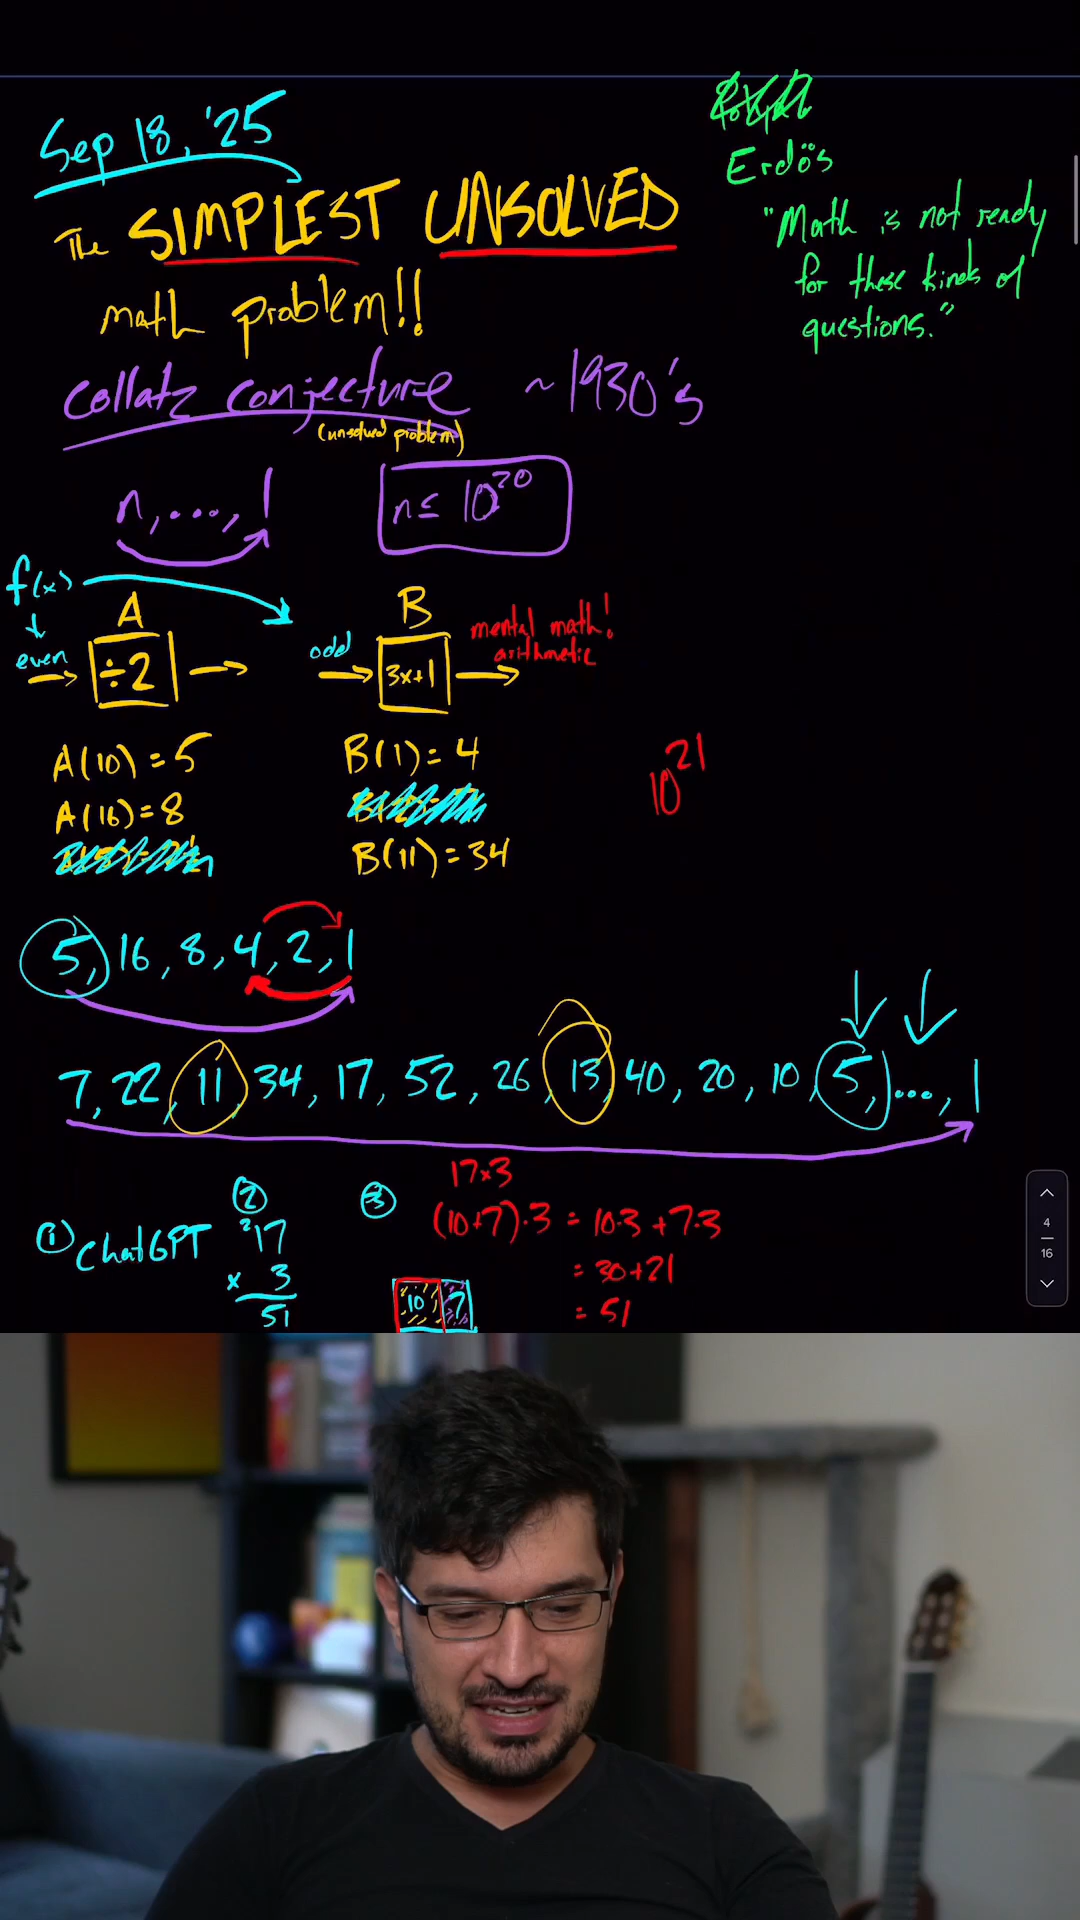 Sep 18, '25
The SIMPLEST UNSOLVED
math problem!!
Erdös
"Math is not ready
for these kinds of
questions."
Collatz conjecture ~1930's
(unsolved problem)
n, ..., 1
n ≤ 10^20
f(x)
even
A
÷2
odd
B
3x+1
mental math!
arithmetic
A(10) = 5
A(16) = 8
B(1) = 4
B(11) = 34
10^21
5, 16, 8, 4, 2, 1
7, 22, 11, 34, 17, 52, 26, 13, 40, 20, 10, 5, ..., 1
① ChatGPT
②
2
17
x 3
51
③
17x3
(10+7)·3 = 10·3 + 7·3
= 30+21
= 51
10 7
4
16